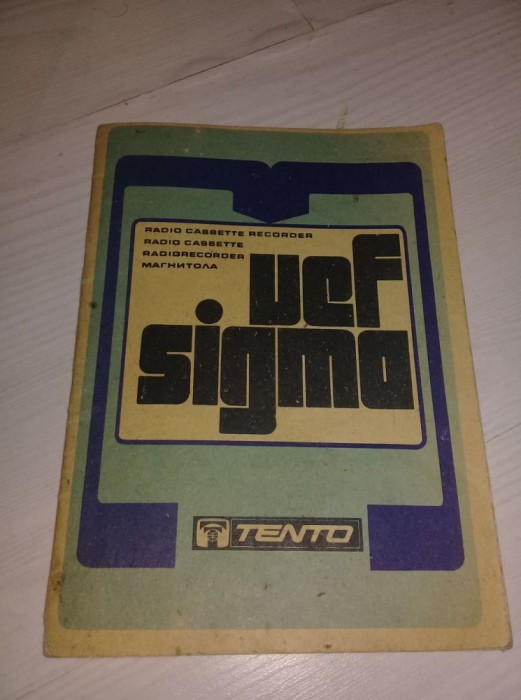 RADIO CASSETTE RECORDER
RADIO CASSETTE
RADIORECORDER
МАГНИТОЛА
VEF
sigma
TENTO